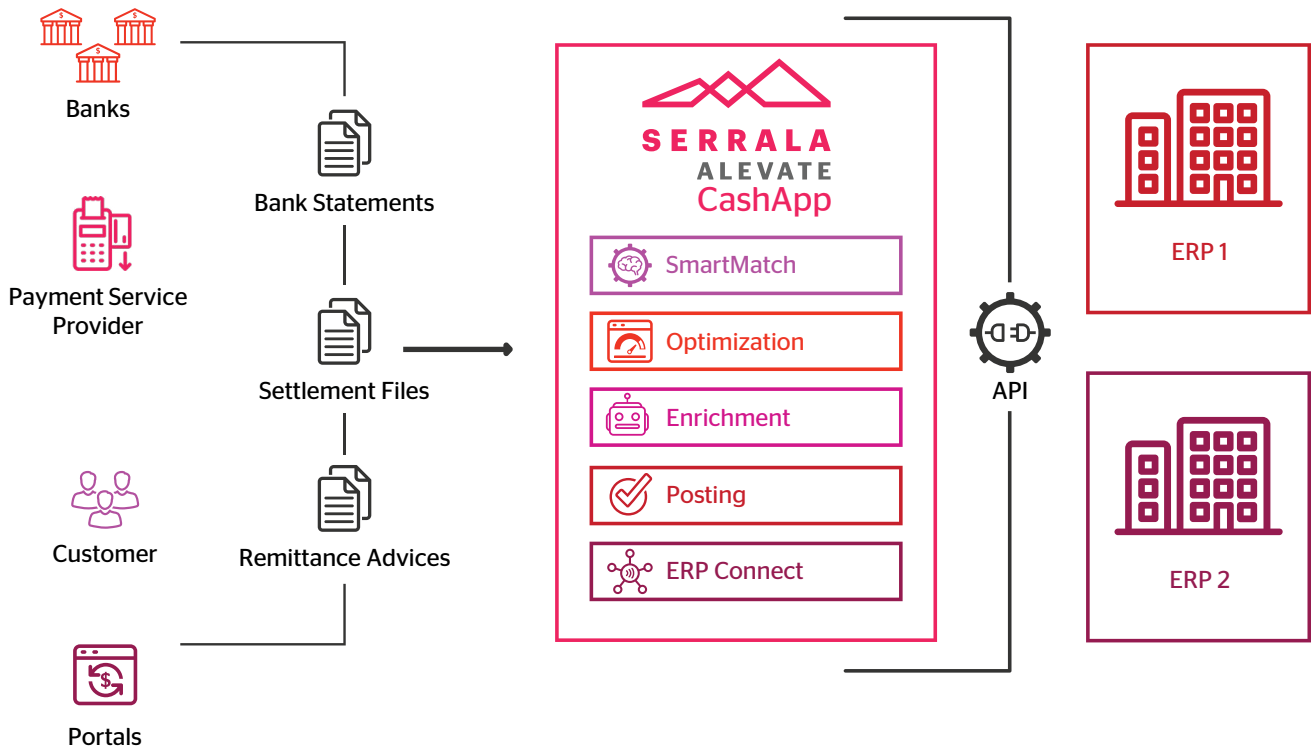 Banks
Payment Service
Provider
Customer
Portals
Bank Statements
Settlement Files
Remittance Advices
SERRALA
ALEVATE
CashApp
SmartMatch
Optimization
Enrichment
Posting
ERP Connect
API
ERP 1
ERP 2